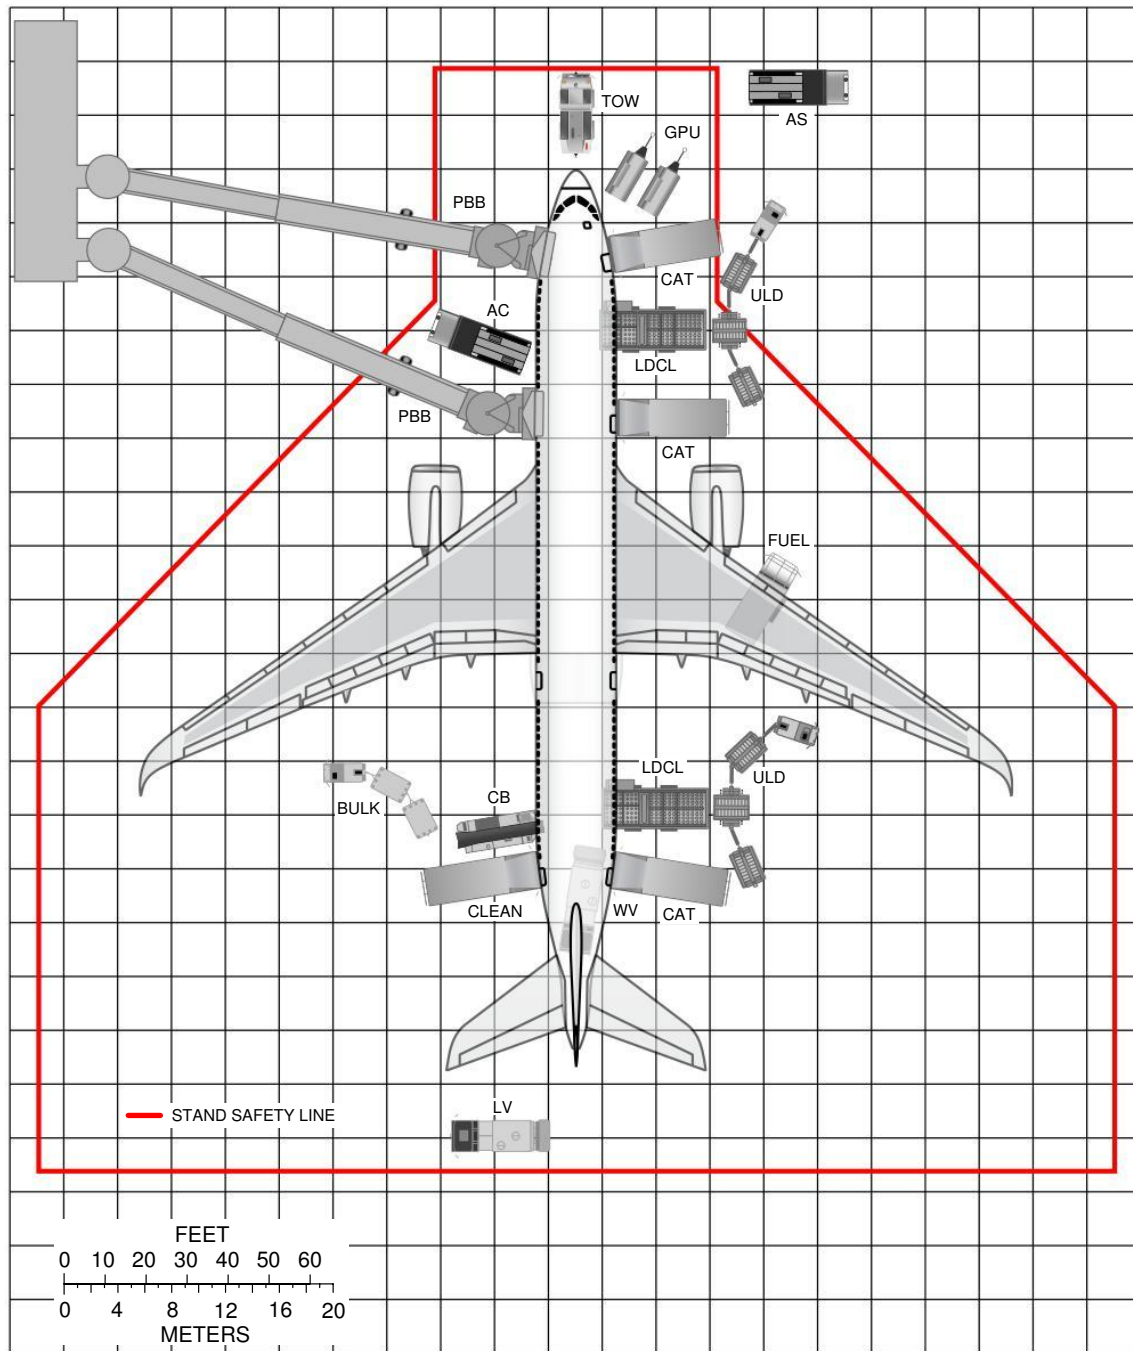 TOW
AS
GPU
PBB
CAT
ULD
AC
LDCL
PBB
CAT
FUEL
LDCL
ULD
CB
BULK
CLEAN
WV
CAT
LV
STAND SAFETY LINE
FEET
0 10 20 30 40 50 60
0 4 8 12 16 20
METERS